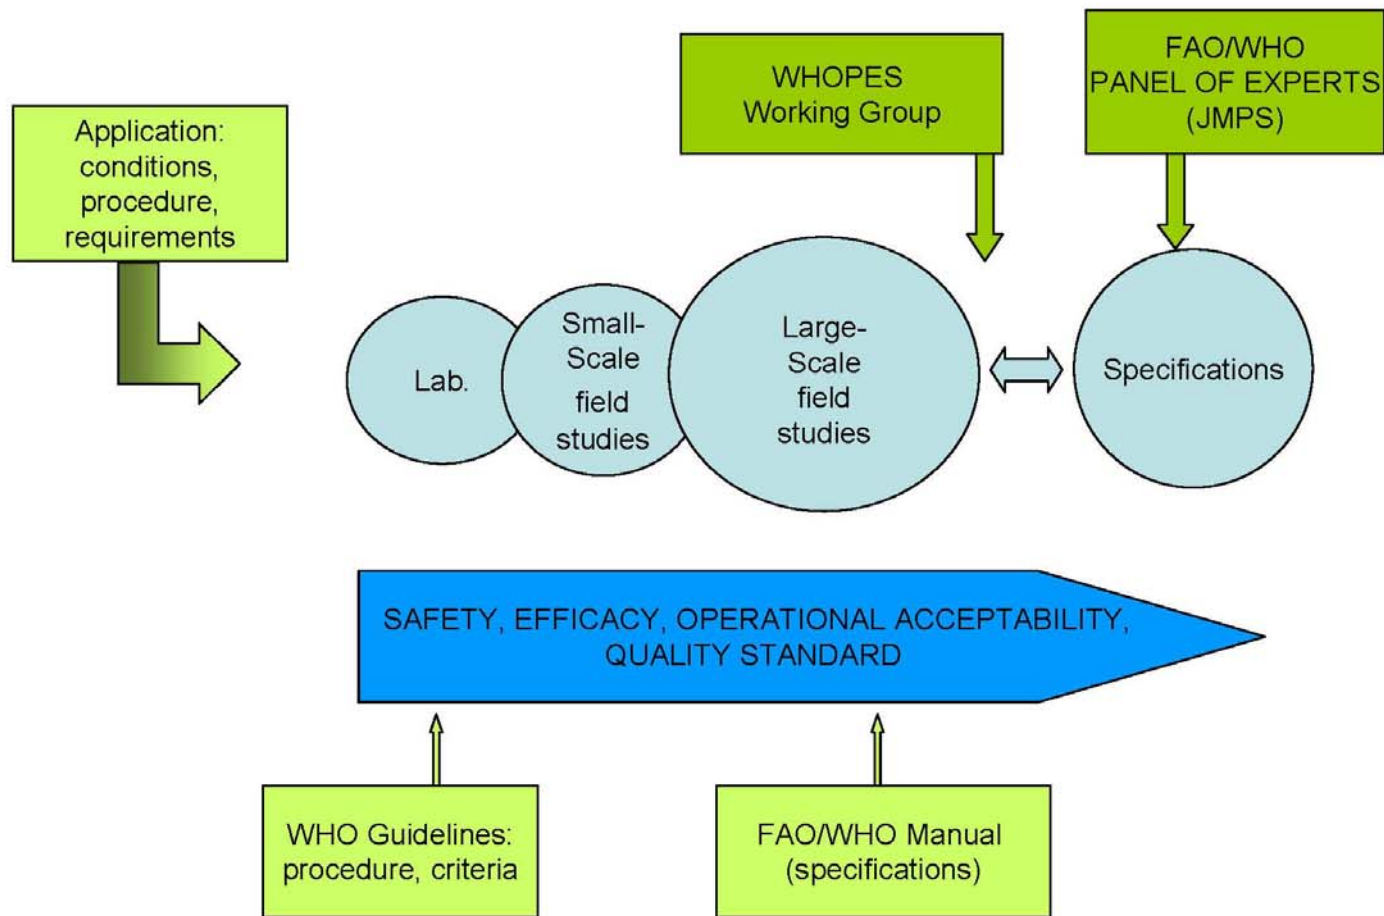 WHOPES
Working Group
FAO/WHO
PANEL OF EXPERTS
(JMPS)
Application:
conditions,
procedure,
requirements
Lab.
Small-
Scale
field
studies
Large-
Scale
field
studies
Specifications
SAFETY, EFFICACY, OPERATIONAL ACCEPTABILITY,
QUALITY STANDARD
WHO Guidelines:
procedure, criteria
FAO/WHO Manual
(specifications)